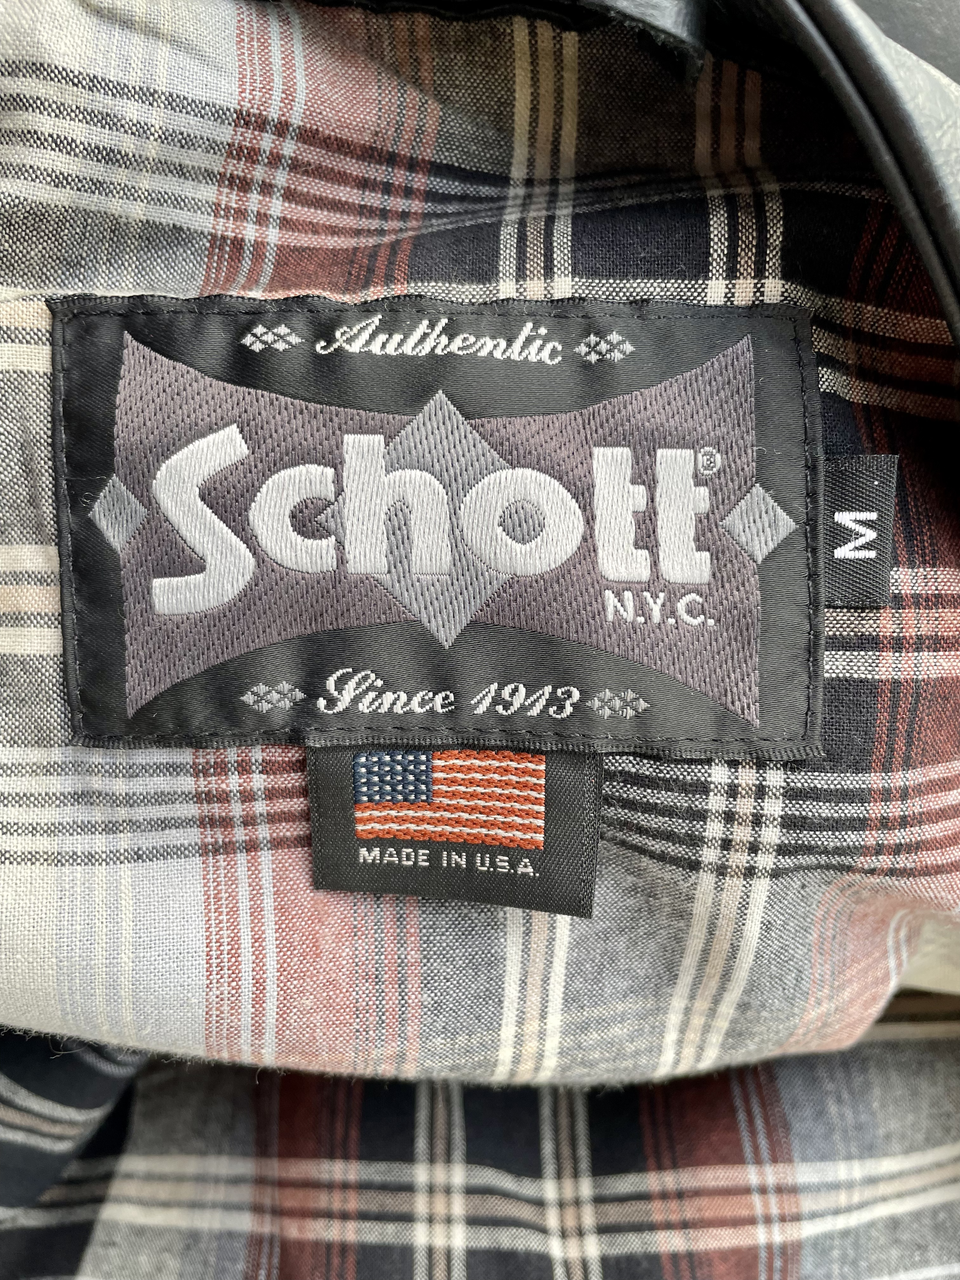 Authentic
Schott®
N.Y.C.
Since 1913
M
MADE IN U.S.A.